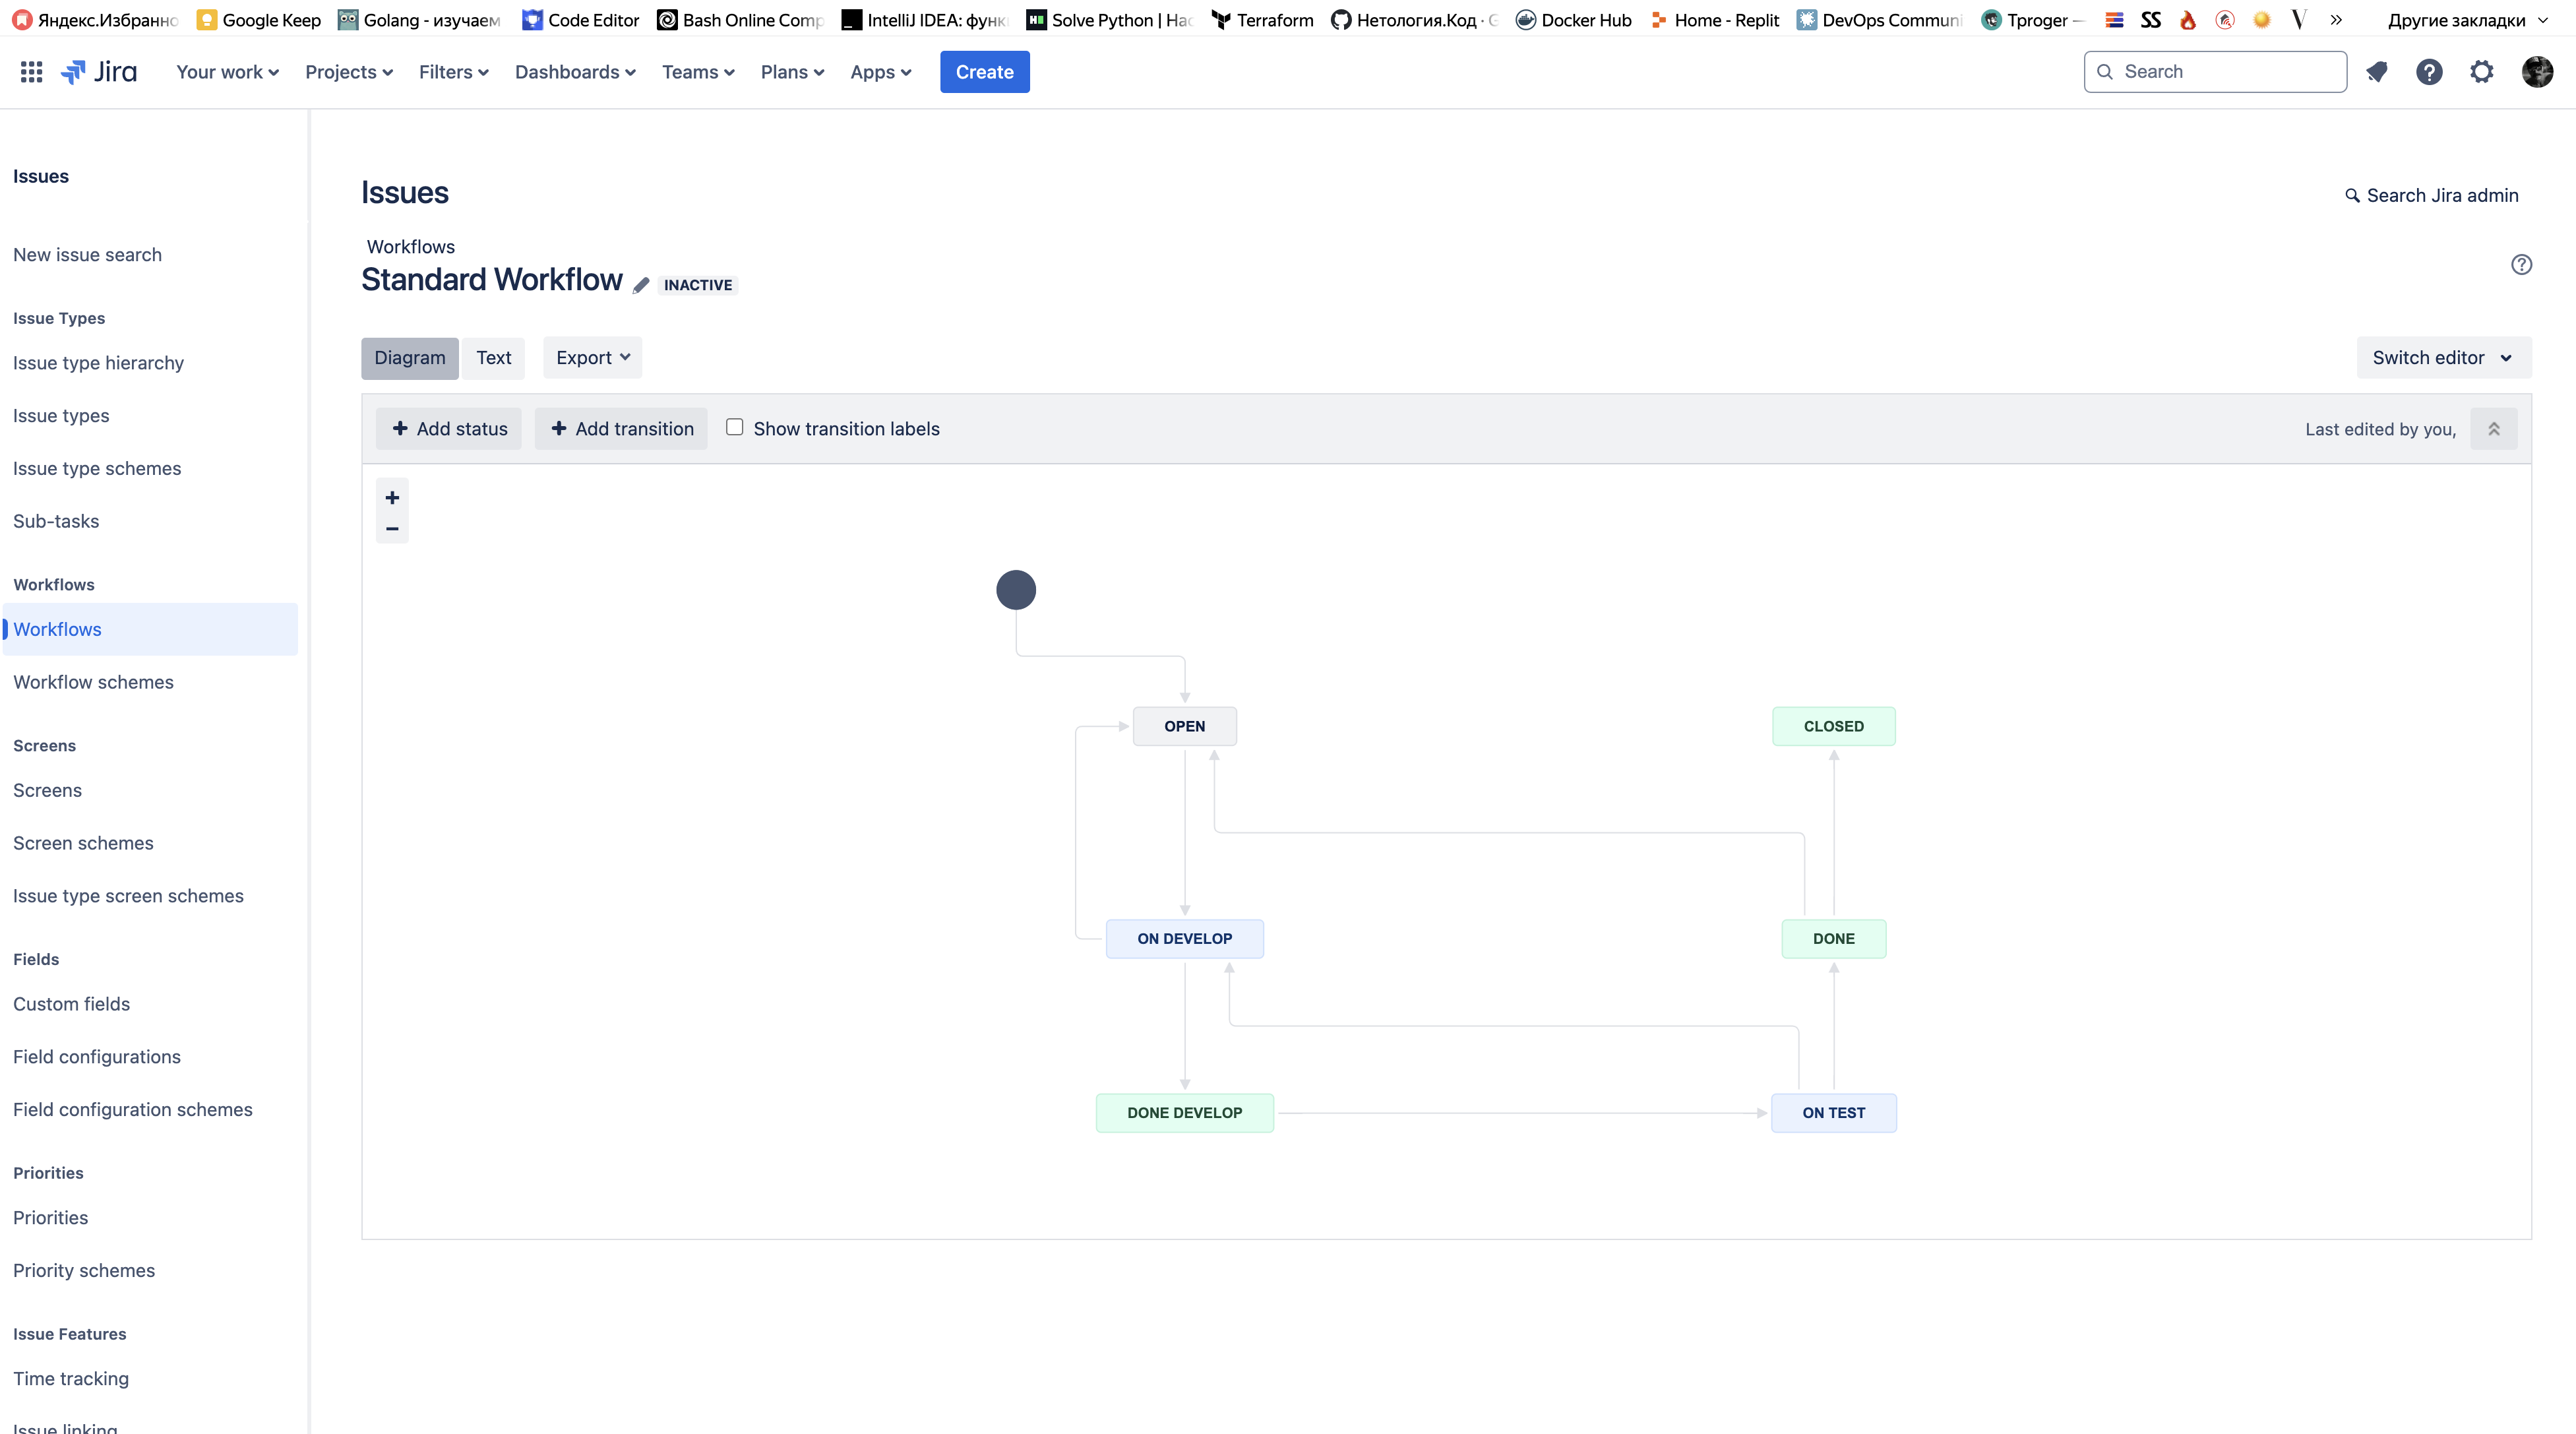 Яндекс.Избранно Google Keep Golang - изучаем Code Editor Bash Online Comp IntelliJ IDEA: функ Solve Python | Hac Terraform Нетология.Код · G Docker Hub Home - Replit DevOps Communi Tproger — SS V » Другие закладки
Jira Your work Projects Filters Dashboards Teams Plans Apps Create Search
Issues
New issue search
Issue Types
Issue type hierarchy
Issue types
Issue type schemes
Sub-tasks
Workflows
Workflows
Workflow schemes
Screens
Screens
Screen schemes
Issue type screen schemes
Fields
Custom fields
Field configurations
Field configuration schemes
Priorities
Priorities
Priority schemes
Issue Features
Time tracking
Issue linking
Issues
Search Jira admin
Workflows
Standard Workflow INACTIVE
Diagram Text Export Switch editor
Add status Add transition Show transition labels Last edited by you,
OPEN CLOSED
ON DEVELOP DONE
DONE DEVELOP ON TEST